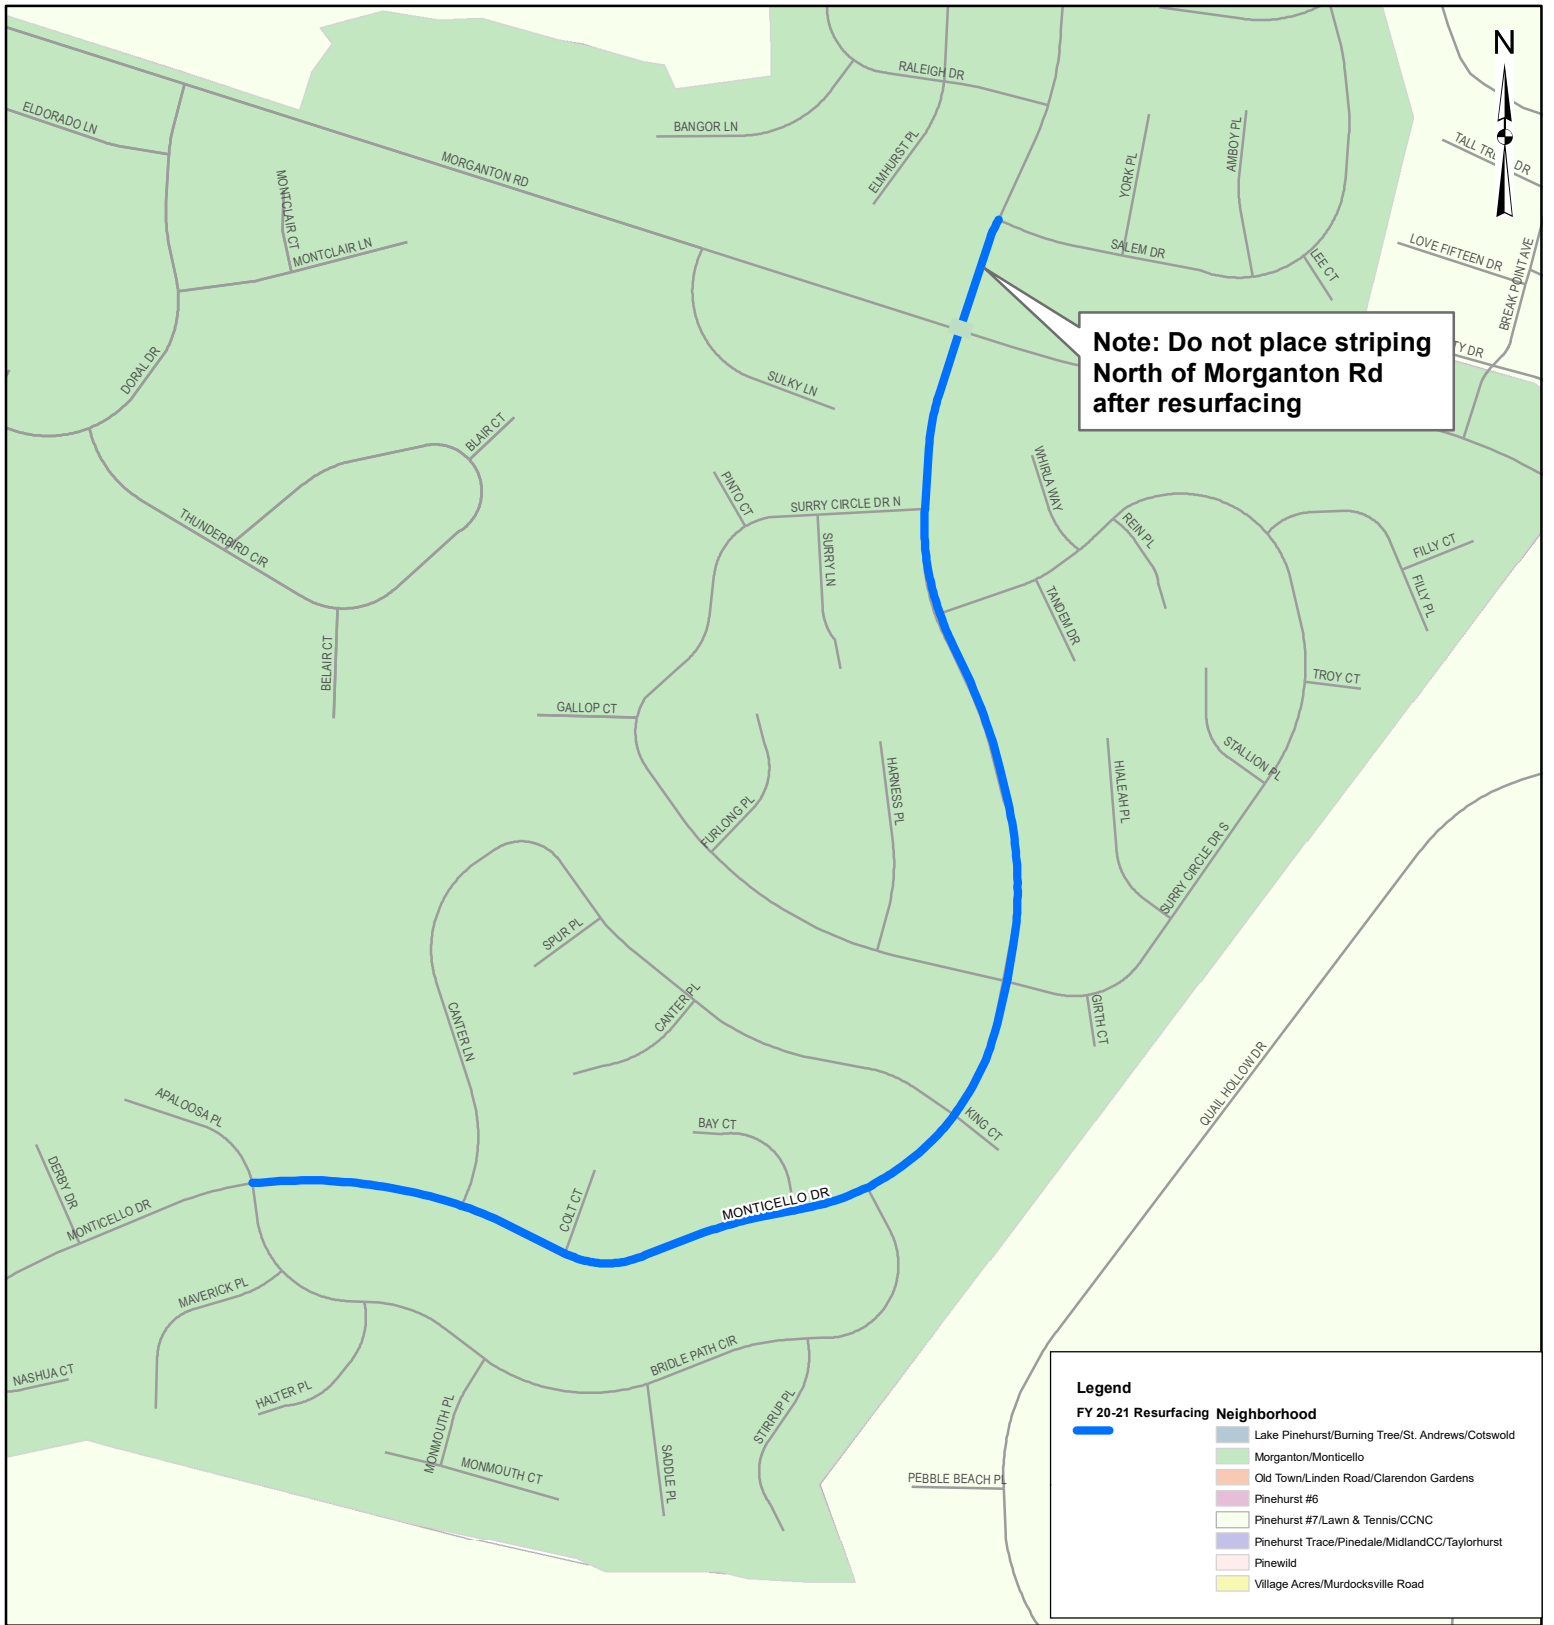 N
RALEIGH DR
ELDORADO LN
BANGOR LN
AMBOY PL
TALL TR
DR
MORGANTON RD
ELMHURST PL
YORK PL
MONTCLAIR CT
MONTCLAIR LN
SALEM DR
LOVE FIFTEEN DR
LEE CT
BREAK POINT AVE
Note: Do not place striping
North of Morganton Rd
after resurfacing
TY DR
DORAL DR
SULKY LN
BLAIR CT
WHIRLA WAY
PINTO CT
SURRY CIRCLE DR N
REIN PL
THUNDERBIRD CIR
SURRY LN
FILLY CT
FILLY PL
TANDEM DR
BELAIR CT
TROY CT
GALLOP CT
STALLION PL
HARNESS PL
HIALEAH PL
FURLONG PL
SURRY CIRCLE DR S
SPUR PL
CANTER PL
CANTER LN
GIRTH CT
QUAIL HOLLOW DR
APALOOSA PL
BAY CT
KING CT
DERBY DR
COLT CT
MONTICELLO DR
MONTICELLO DR
MAVERICK PL
BRIDLE PATH CIR
NASHUA CT
HALTER PL
STIRRUP PL
MONMOUTH PL
MONMOUTH CT
SADDLE PL
PEBBLE BEACH PL
Legend
FY 20-21 Resurfacing
Neighborhood
Lake Pinehurst/Burning Tree/St. Andrews/Cotswold
Morganton/Monticello
Old Town/Linden Road/Clarendon Gardens
Pinehurst #6
Pinehurst #7/Lawn & Tennis/CCNC
Pinehurst Trace/Pinedale/MidlandCC/Taylorhurst
Pinewild
Village Acres/Murdocksville Road